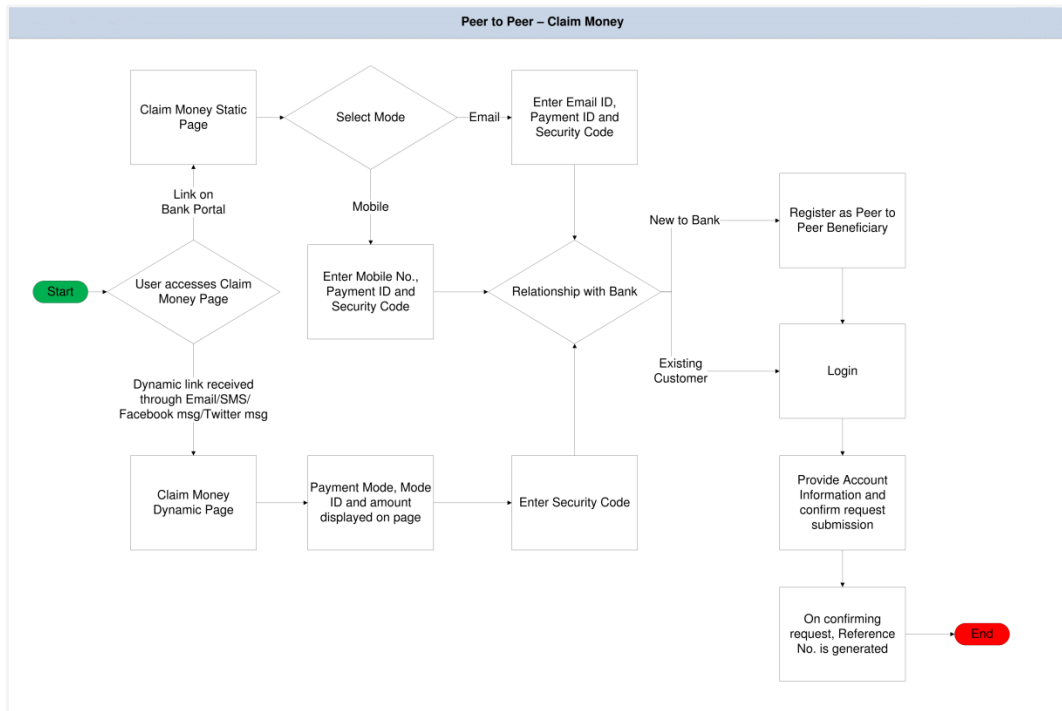 Peer to Peer – Claim Money
Claim Money Static
Page
Select Mode
Email
Enter Email ID,
Payment ID and
Security Code
Link on
Bank Portal
Mobile
New to Bank
Register as Peer to
Peer Beneficiary
Start
User accesses Claim
Money Page
Enter Mobile No.,
Payment ID and
Security Code
Relationship with Bank
Existing
Customer
Login
Dynamic link received
through Email/SMS/
Facebook msg/Twitter msg
Claim Money
Dynamic Page
Payment Mode, Mode
ID and amount
displayed on page
Enter Security Code
Provide Account
Information and
confirm request
submission
On confirming
request, Reference
No. is generated
End